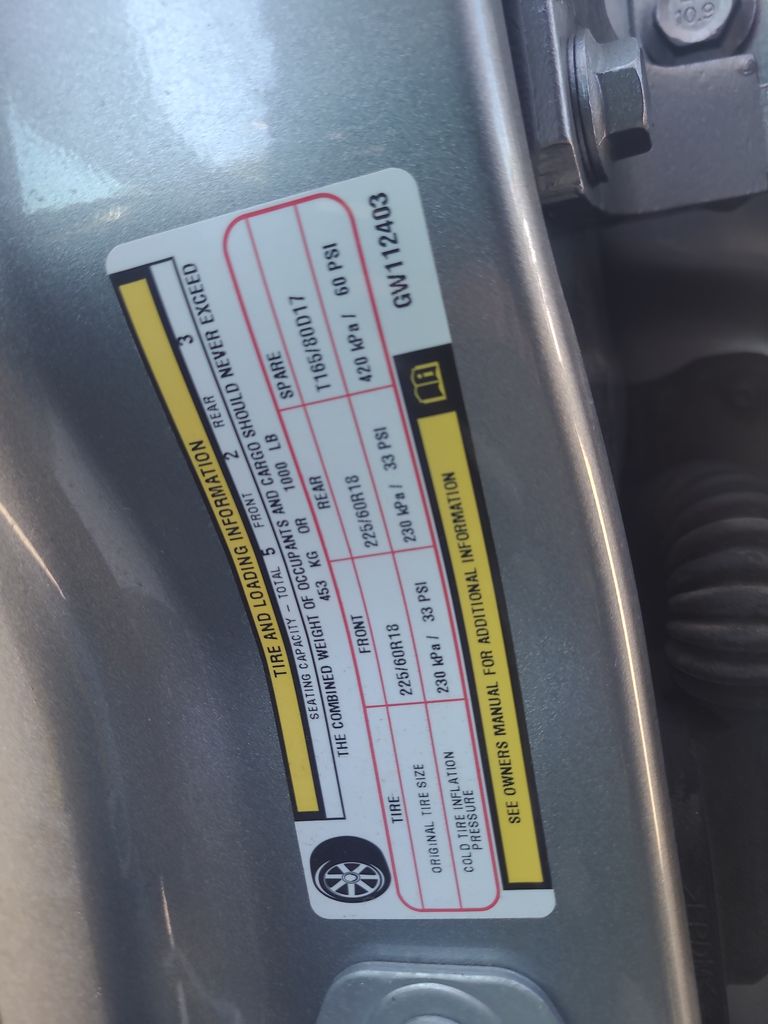 TIRE AND LOADING INFORMATION
SEATING CAPACITY - TOTAL 5 FRONT 2 REAR 3
THE COMBINED WEIGHT OF OCCUPANTS AND CARGO SHOULD NEVER EXCEED
453 KG OR 1000 LB
TIRE FRONT REAR SPARE
ORIGINAL TIRE SIZE 225/60R18 225/60R18 T165/80D17
COLD TIRE INFLATION PRESSURE 230 kPa / 33 PSI 230 kPa / 33 PSI 420 kPa / 60 PSI
SEE OWNERS MANUAL FOR ADDITIONAL INFORMATION
GW112403
10.9